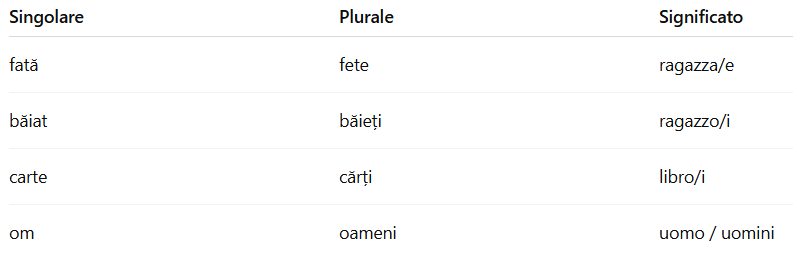 Singolare Plurale Significato
fată fete ragazza/e
băiat băieți ragazzo/i
carte cărți libro/i
om oameni uomo / uomini